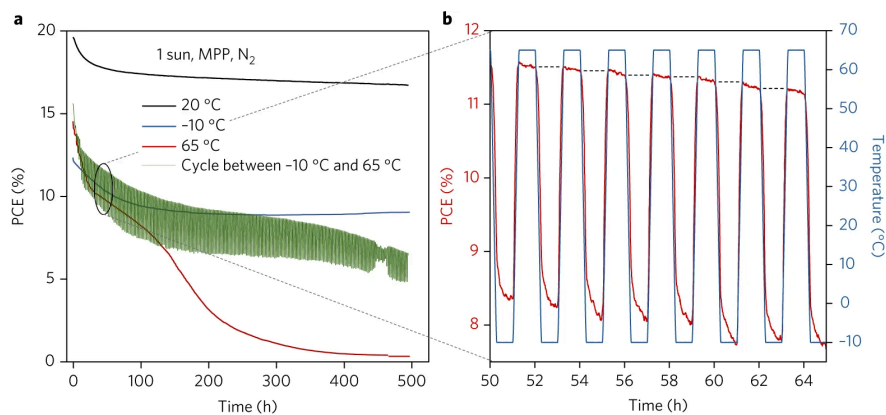 a
20
15
10
5
0
PCE (%)
1 sun, MPP, N₂
20 °C
–10 °C
65 °C
Cycle between –10 °C and 65 °C
0
100
200
300
400
500
Time (h)
b
12
11
10
9
8
PCE (%)
70
60
50
40
30
20
10
0
–10
Temperature (°C)
50
52
54
56
58
60
62
64
Time (h)